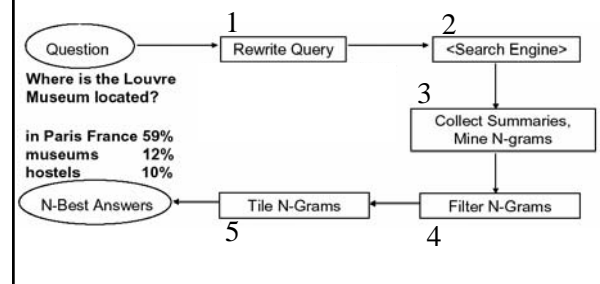 1
2
Question
Rewrite Query
<Search Engine>
Where is the Louvre
Museum located?
3
Collect Summaries,
Mine N-grams
in Paris France 59%
museums 12%
hostels 10%
N-Best Answers
Tile N-Grams
Filter N-Grams
5
4